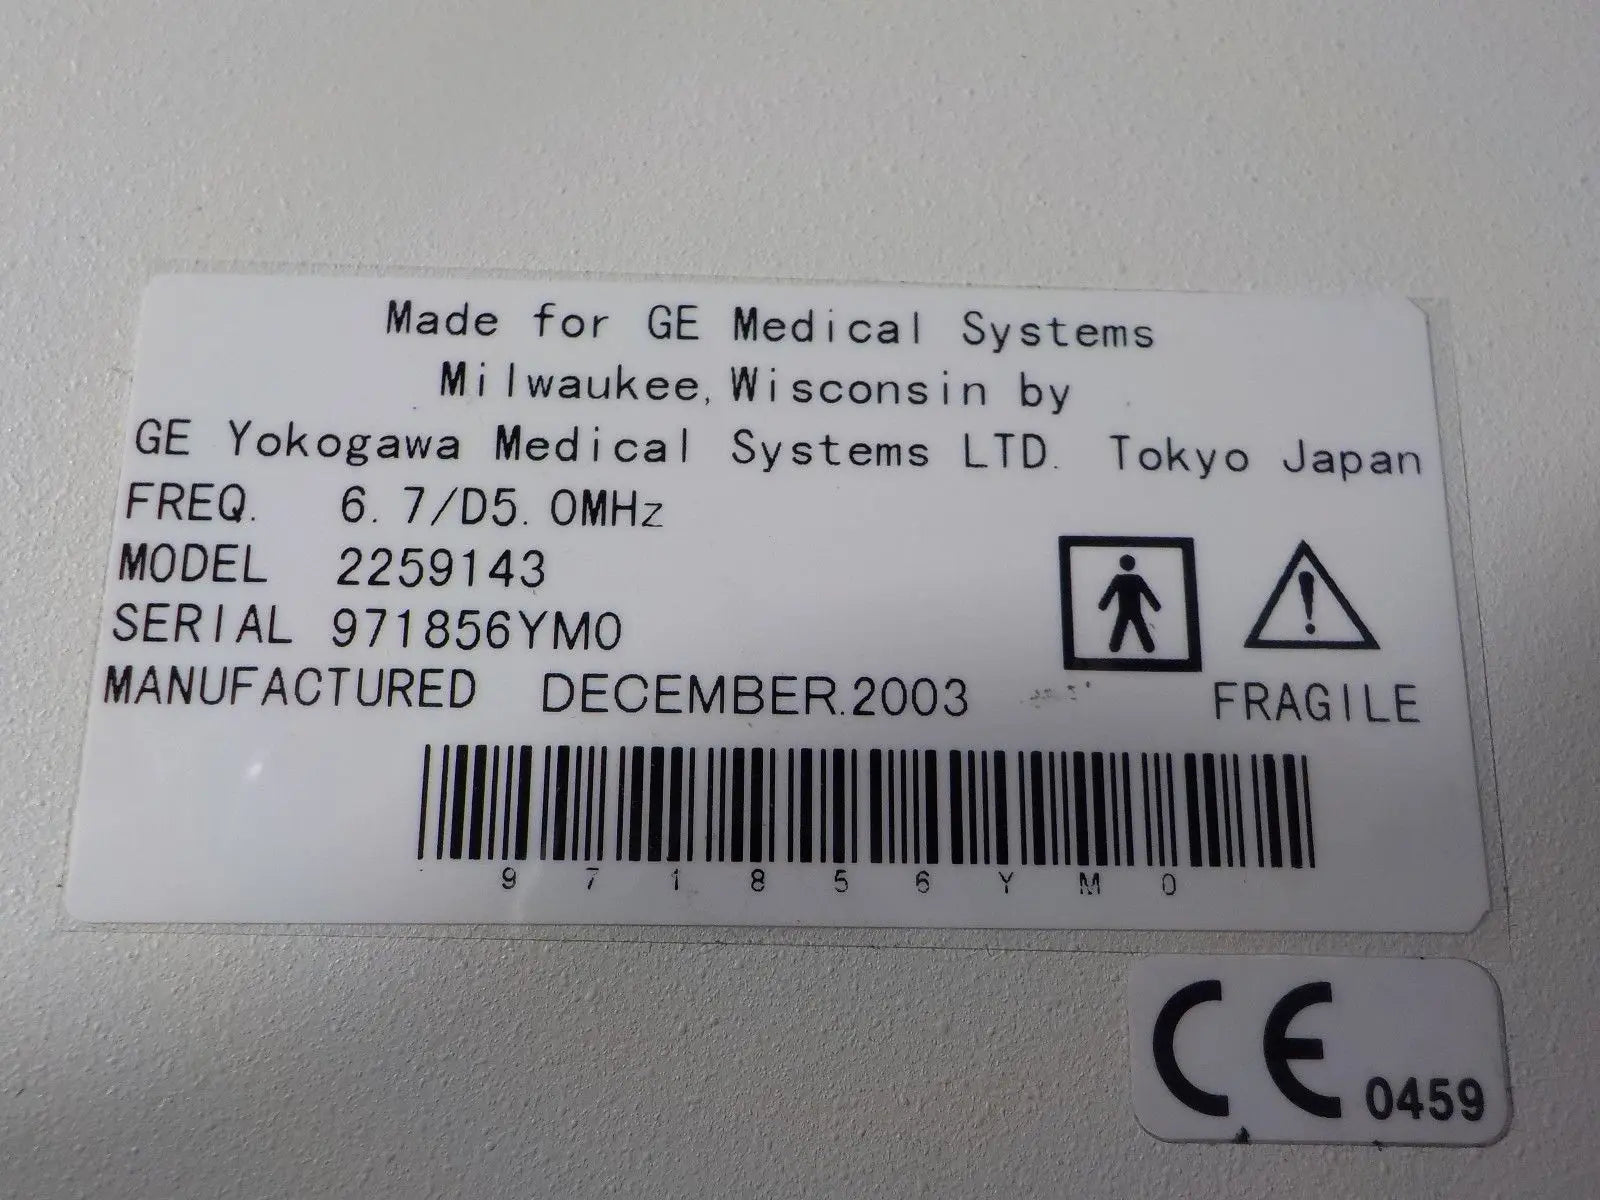 Made for GE Medical Systems
Milwaukee, Wisconsin by
GE Yokogawa Medical Systems LTD. Tokyo Japan
FREQ. 6.7/D5.0MHz
MODEL 2259143
SERIAL 971856YM0
MANUFACTURED DECEMBER.2003
FRAGILE
971856YM0
CE 0459